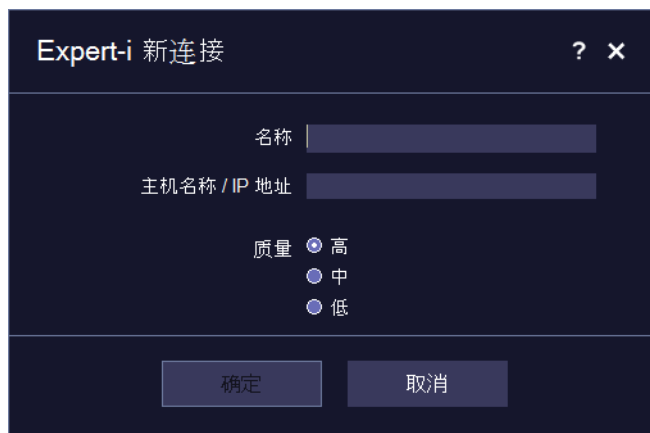 Expert-i 新连接 ? ×
名称
主机名称 / IP 地址
质量 高
中
低
确定 取消